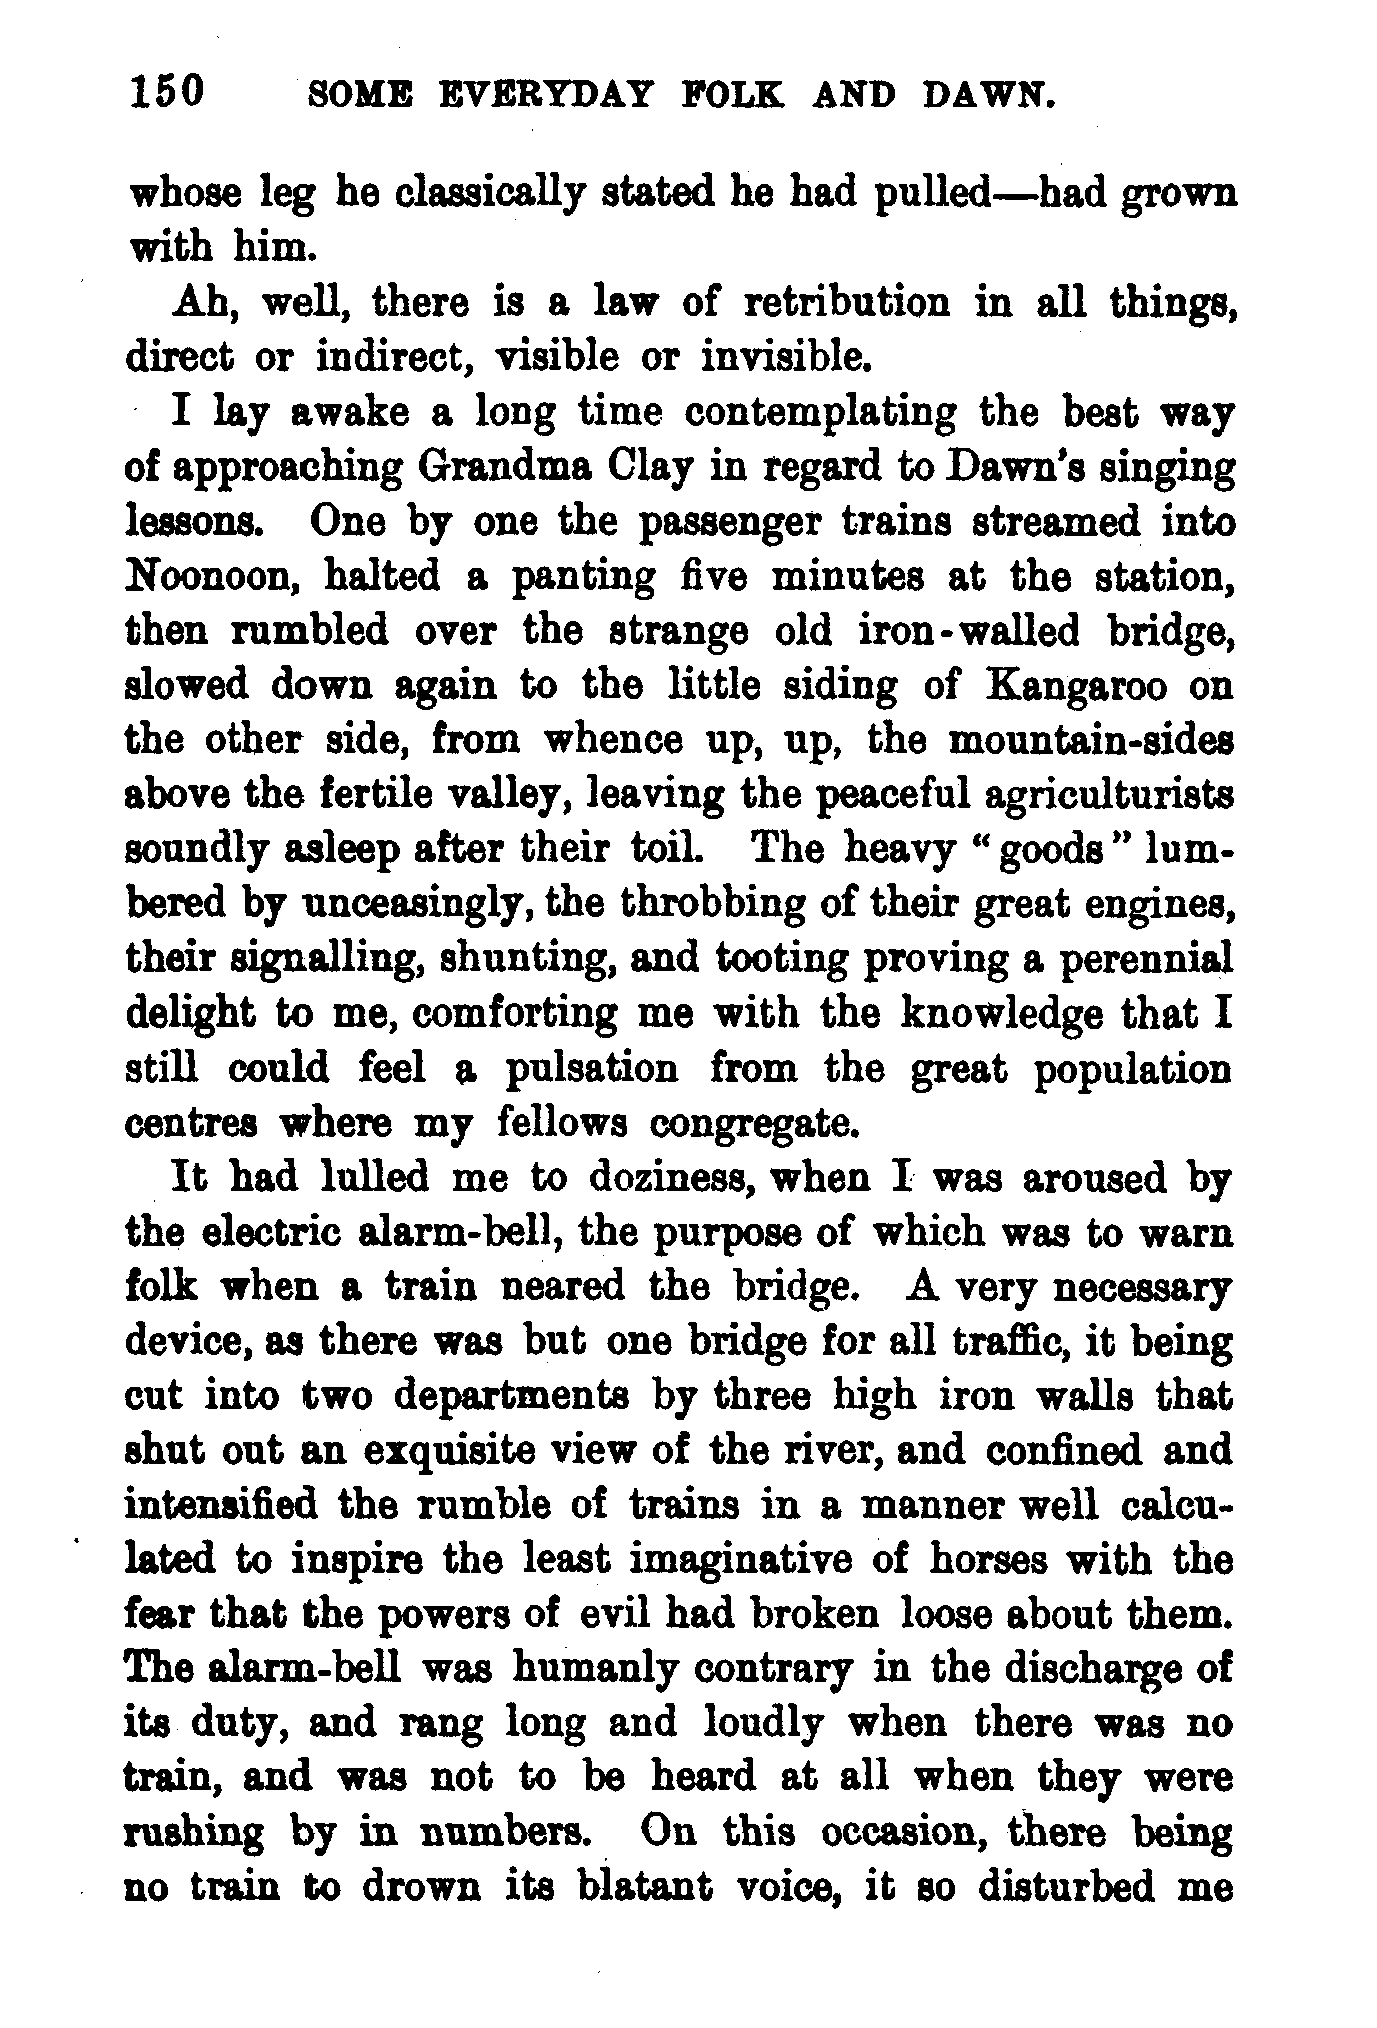 150 SOME EVERYDAY FOLK AND DAWN.
whose leg he classically stated he had pulled—had grown
with him.
Ah, well, there is a law of retribution in all things,
direct or indirect, visible or invisible.
I lay awake a long time contemplating the best way
of approaching Grandma Clay in regard to Dawn's singing
lessons. One by one the passenger trains streamed into
Noonoon, halted a panting five minutes at the station,
then rumbled over the strange old iron-walled bridge,
slowed down again to the little siding of Kangaroo on
the other side, from whence up, up, the mountain-sides
above the fertile valley, leaving the peaceful agriculturists
soundly asleep after their toil. The heavy "goods" lum-
bered by unceasingly, the throbbing of their great engines,
their signalling, shunting, and tooting proving a perennial
delight to me, comforting me with the knowledge that I
still could feel a pulsation from the great population
centres where my fellows congregate.
It had lulled me to doziness, when I was aroused by
the electric alarm-bell, the purpose of which was to warn
folk when a train neared the bridge. A very necessary
device, as there was but one bridge for all traffic, it being
cut into two departments by three high iron walls that
shut out an exquisite view of the river, and confined and
intensified the rumble of trains in a manner well calcu-
lated to inspire the least imaginative of horses with the
fear that the powers of evil had broken loose about them.
The alarm-bell was humanly contrary in the discharge of
its duty, and rang long and loudly when there was no
train, and was not to be heard at all when they were
rushing by in numbers. On this occasion, there being
no train to drown its blatant voice, it so disturbed me